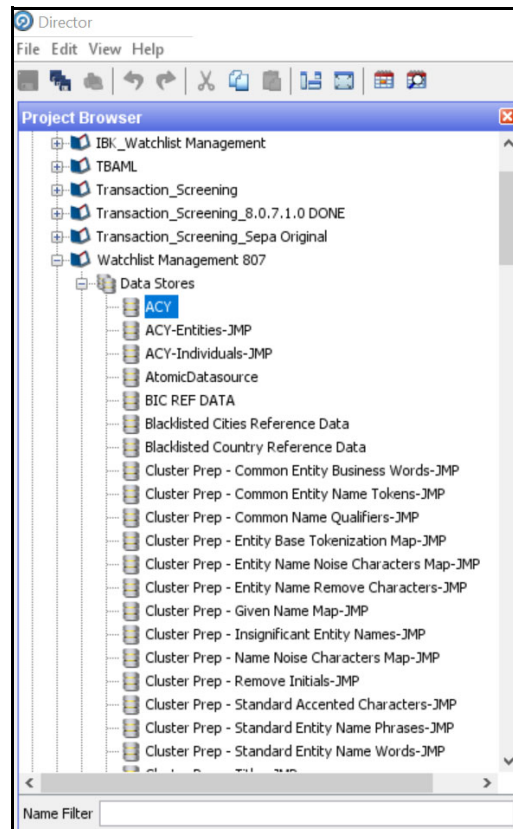 Director
File Edit View Help
Project Browser
IBK_Watchlist Management
TBAML
Transaction_Screening
Transaction_Screening_8.0.7.1.0 DONE
Transaction_Screening_Sepa Original
Watchlist Management 807
Data Stores
ACY
ACY-Entities-JMP
ACY-Individuals-JMP
AtomicDatasource
BIC REF DATA
Blacklisted Cities Reference Data
Blacklisted Country Reference Data
Cluster Prep - Common Entity Business Words-JMP
Cluster Prep - Common Entity Name Tokens-JMP
Cluster Prep - Common Name Qualifiers-JMP
Cluster Prep - Entity Base Tokenization Map-JMP
Cluster Prep - Entity Name Noise Characters Map-JMP
Cluster Prep - Entity Name Remove Characters-JMP
Cluster Prep - Given Name Map-JMP
Cluster Prep - Insignificant Entity Names-JMP
Cluster Prep - Name Noise Characters Map-JMP
Cluster Prep - Remove Initials-JMP
Cluster Prep - Standard Accented Characters-JMP
Cluster Prep - Standard Entity Name Phrases-JMP
Cluster Prep - Standard Entity Name Words-JMP
Name Filter